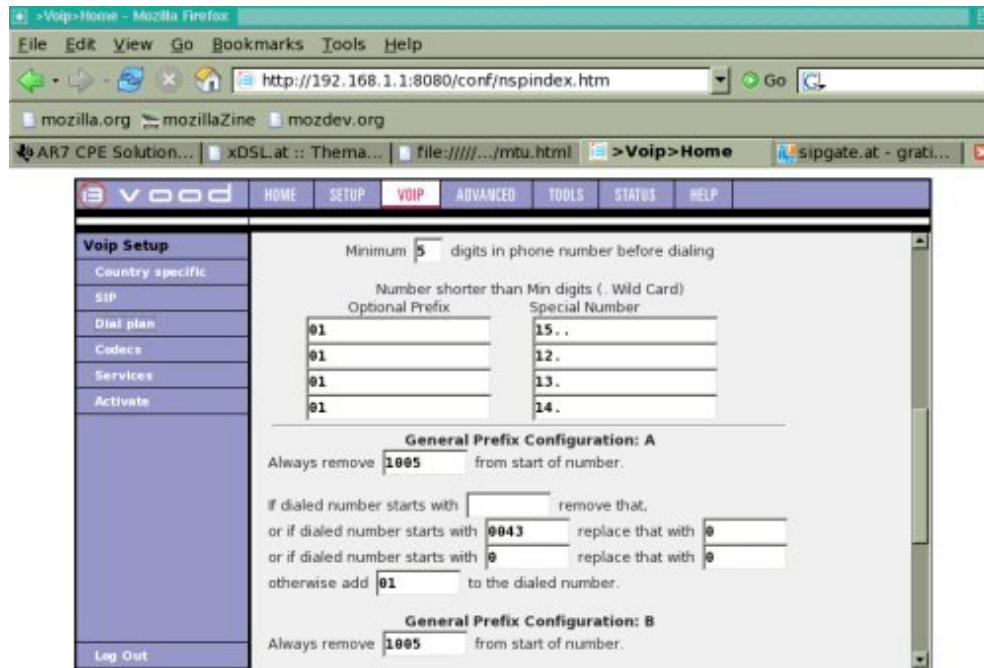 >Voip>Home - Mozilla Firefox
File Edit View Go Bookmarks Tools Help
http://192.168.1.1:8080/conf/nspindex.htm Go G
mozilla.org mozillaZine mozdev.org
AR7 CPE Solution... xDSL.at :: Thema... file://///.../mtu.html >Voip>Home sipgate.at - grati...
vood HOME SETUP VOIP ADVANCED TOOLS STATUS HELP
Voip Setup
Country specific
SIP
Dial plan
Codecs
Services
Activate
Log Out
Minimum 5 digits in phone number before dialing
Number shorter than Min digits (. Wild Card)
Optional Prefix Special Number
01 15..
01 12.
01 13.
01 14.
General Prefix Configuration: A
Always remove 1005 from start of number.
If dialed number starts with remove that,
or if dialed number starts with 0043 replace that with 0
or if dialed number starts with 0 replace that with 0
otherwise add 01 to the dialed number.
General Prefix Configuration: B
Always remove 1005 from start of number.